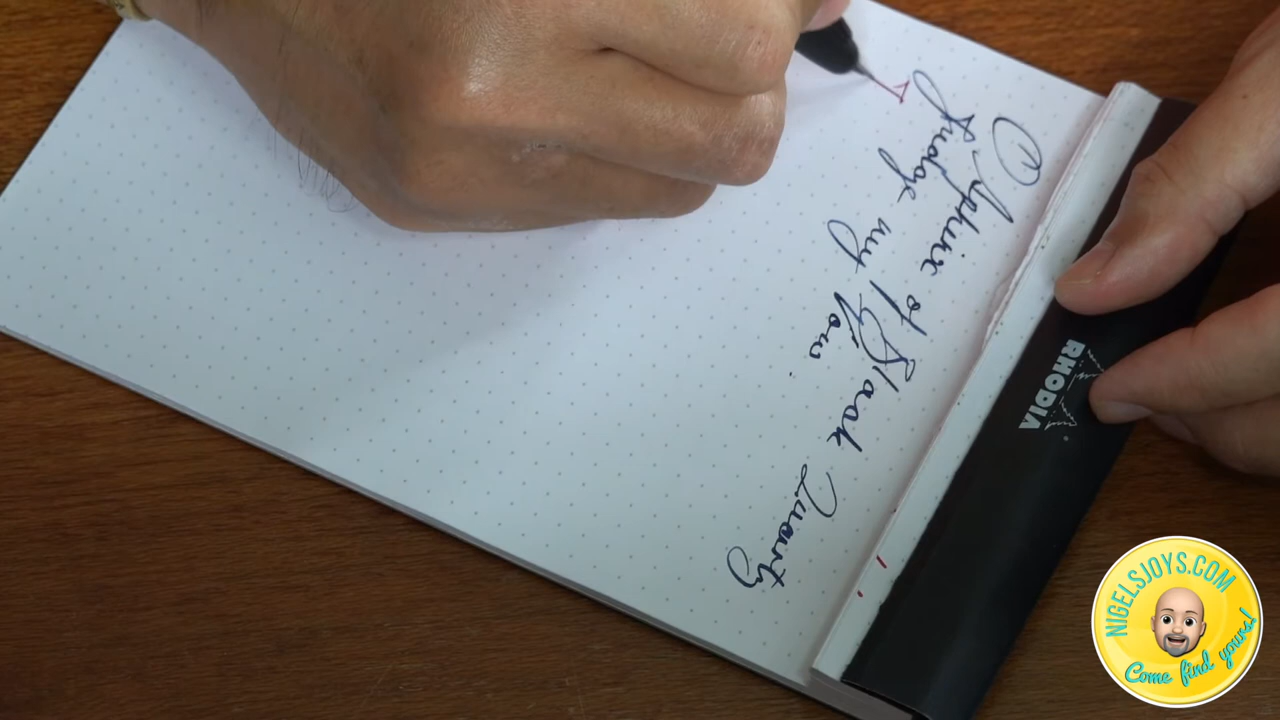 O' Sphinx of Black Quartz
Judge my Vow.
RHODIA
NIGELSJOYS.COM
Come find yours!